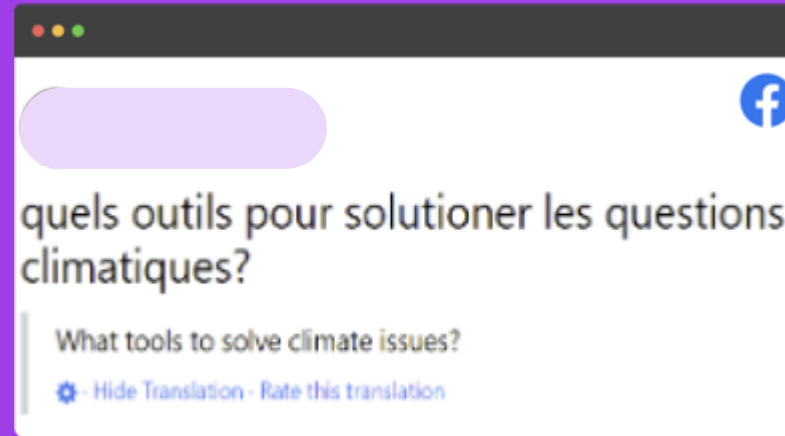 quels outils pour solutioner les questions
climatiques?
What tools to solve climate issues?
- Hide Translation - Rate this translation